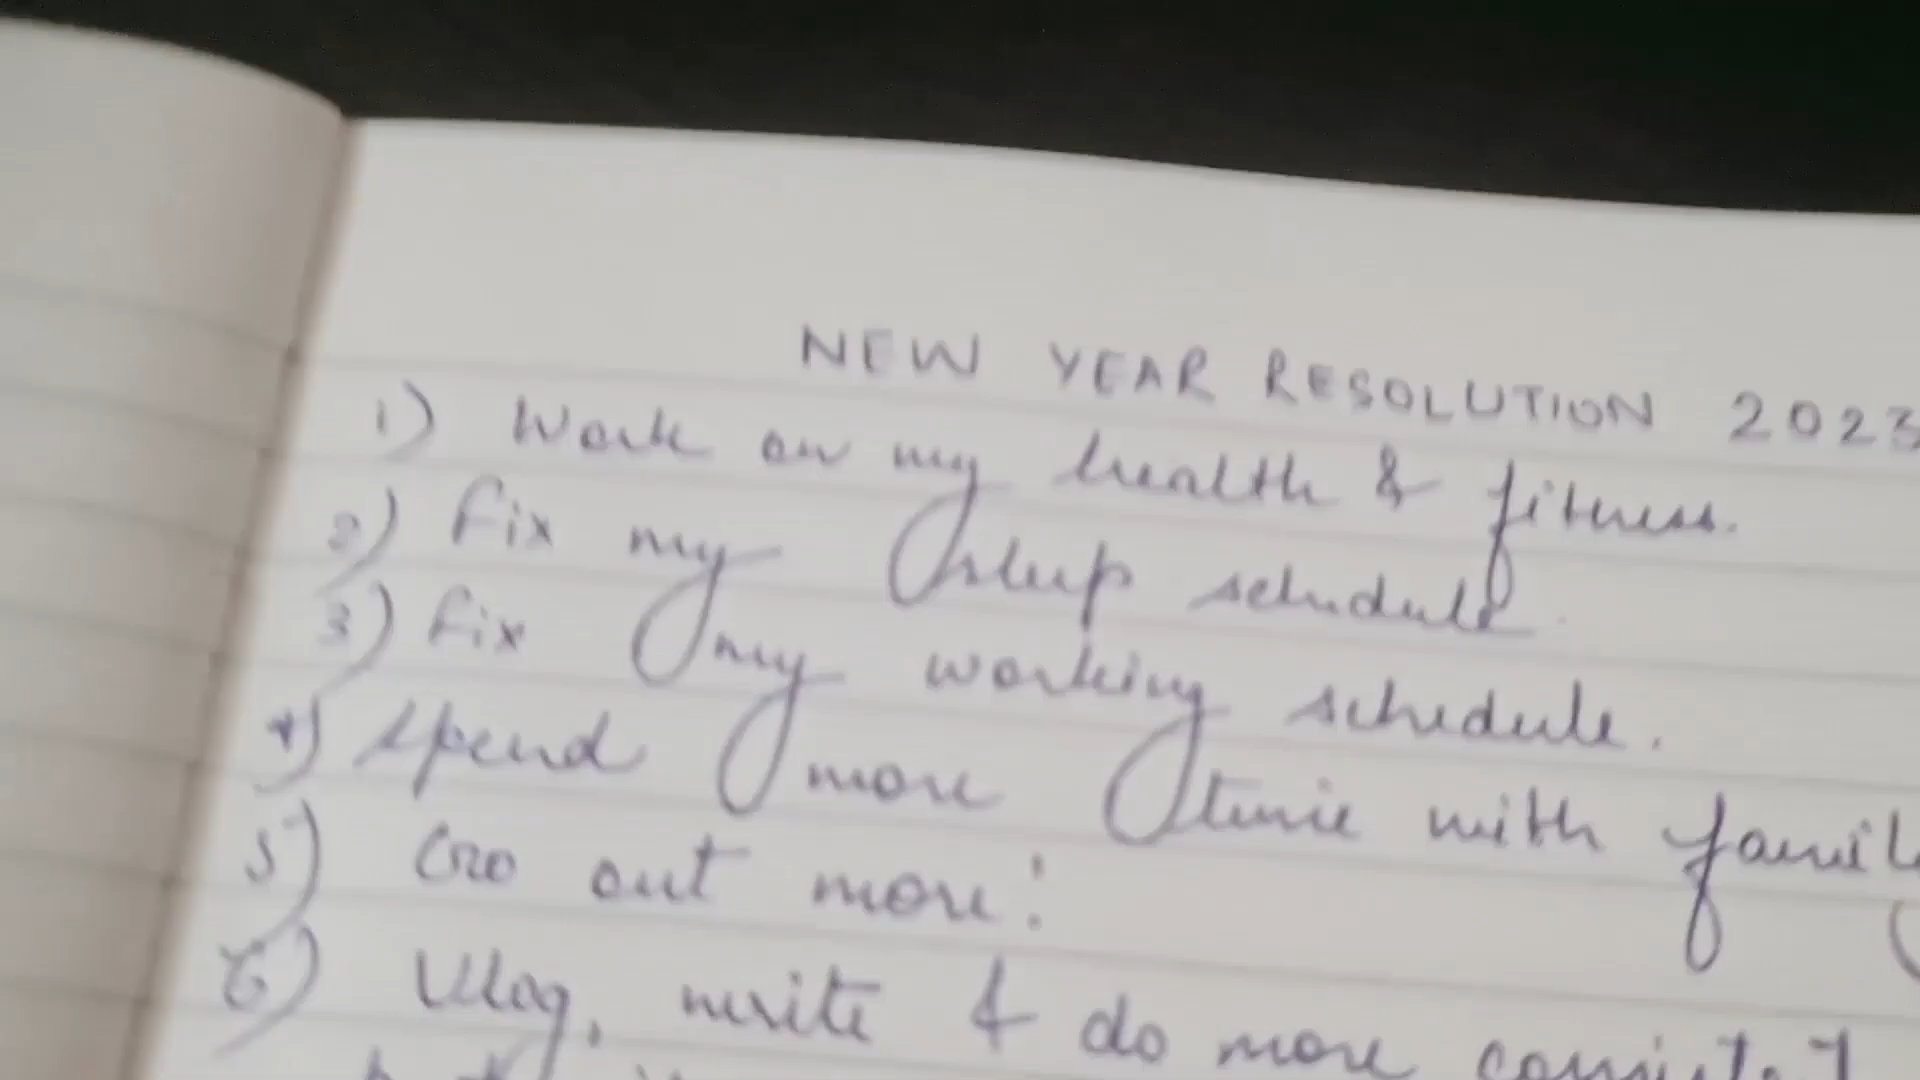 NEW YEAR RESOLUTION 2023
1) Work on my health & fitness.
2) Fix my sleep schedule.
3) Fix my working schedule.
4) Spend more time with
5) Go out more!
6) Vlog, write & do more